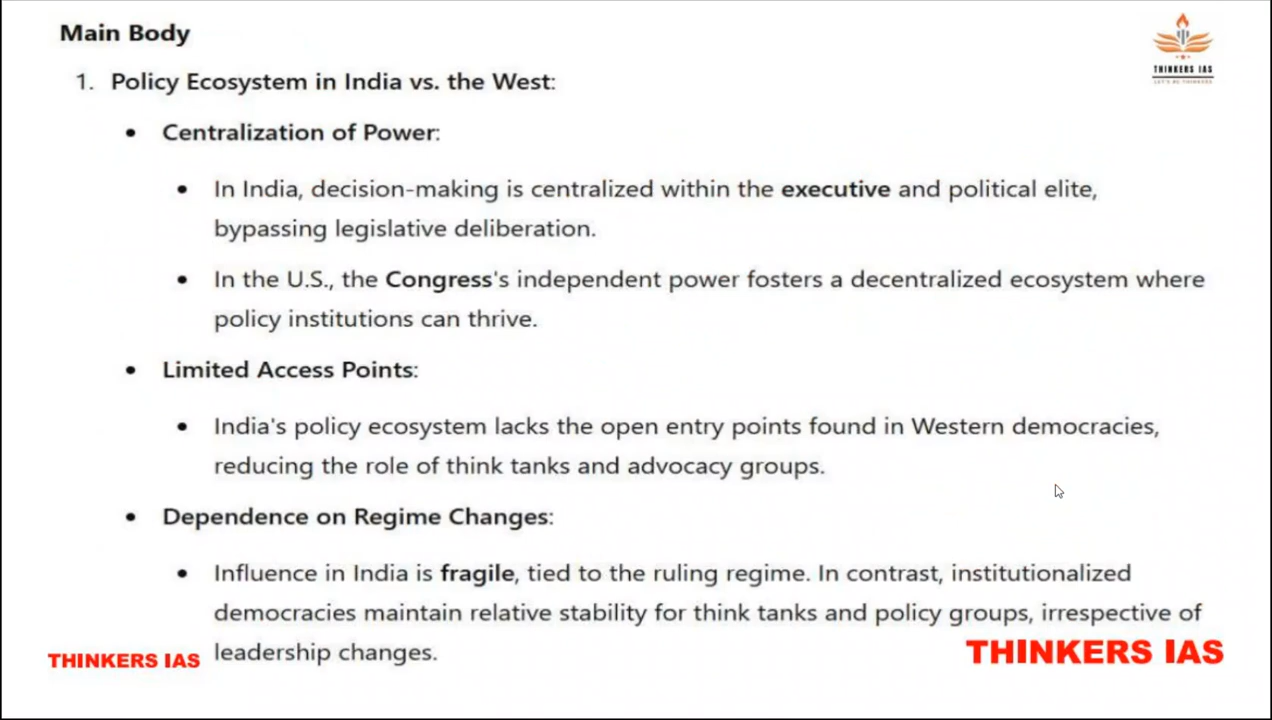 Main Body
THINKERS IAS
LET'S BE THINKERS
1. Policy Ecosystem in India vs. the West:
• Centralization of Power:
• In India, decision-making is centralized within the executive and political elite,
bypassing legislative deliberation.
• In the U.S., the Congress's independent power fosters a decentralized ecosystem where
policy institutions can thrive.
• Limited Access Points:
• India's policy ecosystem lacks the open entry points found in Western democracies,
reducing the role of think tanks and advocacy groups.
• Dependence on Regime Changes:
• Influence in India is fragile, tied to the ruling regime. In contrast, institutionalized
democracies maintain relative stability for think tanks and policy groups, irrespective of
leadership changes.
THINKERS IAS
THINKERS IAS